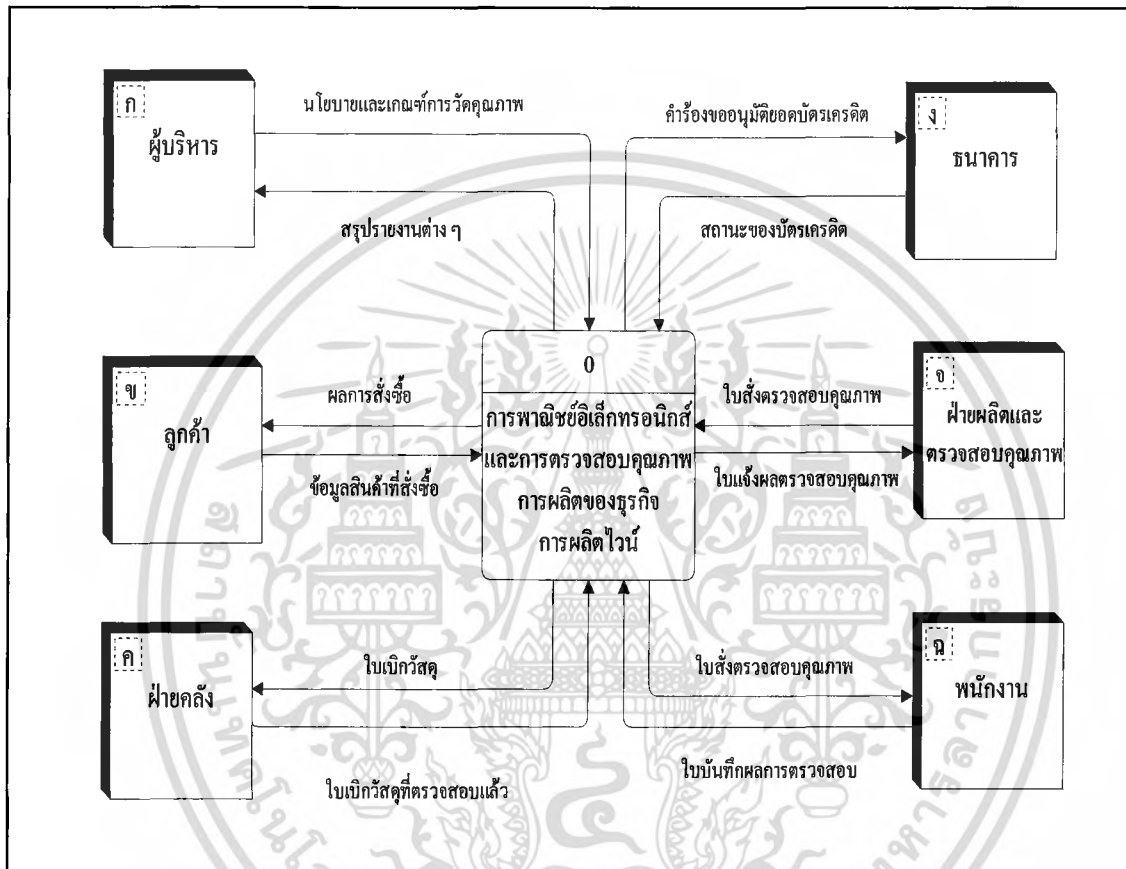 ก
ผู้บริหาร
นโยบายและเกณฑ์การวัดคุณภาพ
สรุปรายงานต่าง ๆ
คำร้องขออนุมัติยอดบัตรเครดิต
สถานะของบัตรเครดิต
ง
ธนาคาร
ข
ลูกค้า
ผลการสั่งซื้อ
ข้อมูลสินค้าที่สั่งซื้อ
0
การพาณิชย์อิเล็กทรอนิกส์
และการตรวจสอบคุณภาพ
การผลิตของธุรกิจ
การผลิตไวน์
ใบสั่งตรวจสอบคุณภาพ
ใบแจ้งผลตรวจสอบคุณภาพ
จ
ฝ่ายผลิตและ
ตรวจสอบคุณภาพ
ค
ฝ่ายคลัง
ใบเบิกวัสดุ
ใบเบิกวัสดุที่ตรวจสอบแล้ว
ใบสั่งตรวจสอบคุณภาพ
ใบบันทึกผลการตรวจสอบ
ฉ
พนักงาน